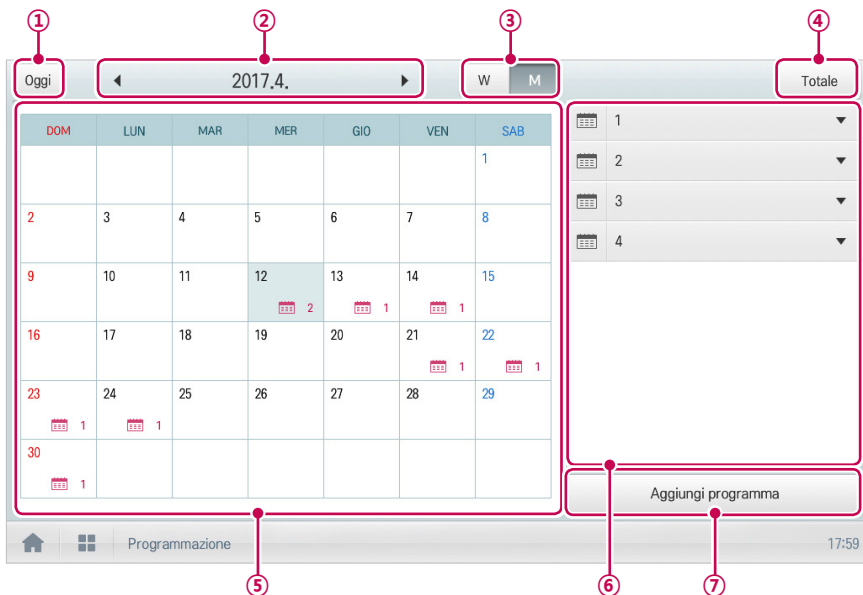 ① ② ③ ④
Oggi 2017.4. W M Totale
DOM LUN MAR MER GIO VEN SAB
1
2 3 4 5 6 7 8
9 10 11 12 13 14 15
2 1 1
16 17 18 19 20 21 22
1 1
23 24 25 26 27 28 29
1 1
30
1
1
2
3
4
Aggiungi programma
Programmazione 17:59
⑤ ⑥ ⑦